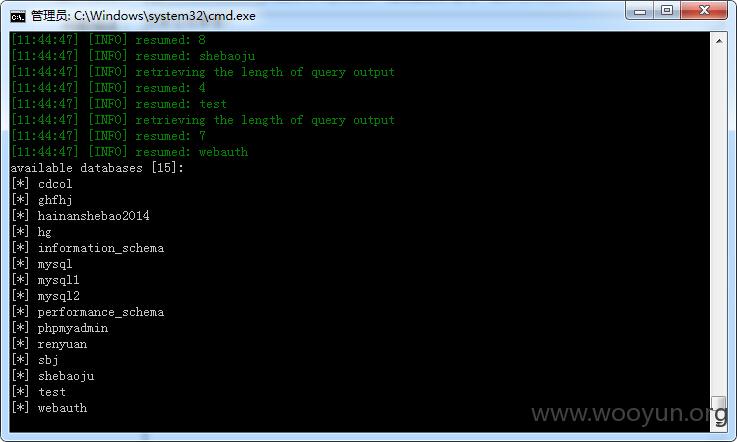 管理员: C:\Windows\system32\cmd.exe
[11:44:47] [INFO] resumed: 8
[11:44:47] [INFO] resumed: shebaoju
[11:44:47] [INFO] retrieving the length of query output
[11:44:47] [INFO] resumed: 4
[11:44:47] [INFO] resumed: test
[11:44:47] [INFO] retrieving the length of query output
[11:44:47] [INFO] resumed: 7
[11:44:47] [INFO] resumed: webauth
available databases [15]:
[*] cdcol
[*] ghfhj
[*] hainanshebao2014
[*] hg
[*] information_schema
[*] mysql
[*] mysql1
[*] mysql2
[*] performance_schema
[*] phpmyadmin
[*] renyuan
[*] sbj
[*] shebaoju
[*] test
[*] webauth
www.wooyun.org